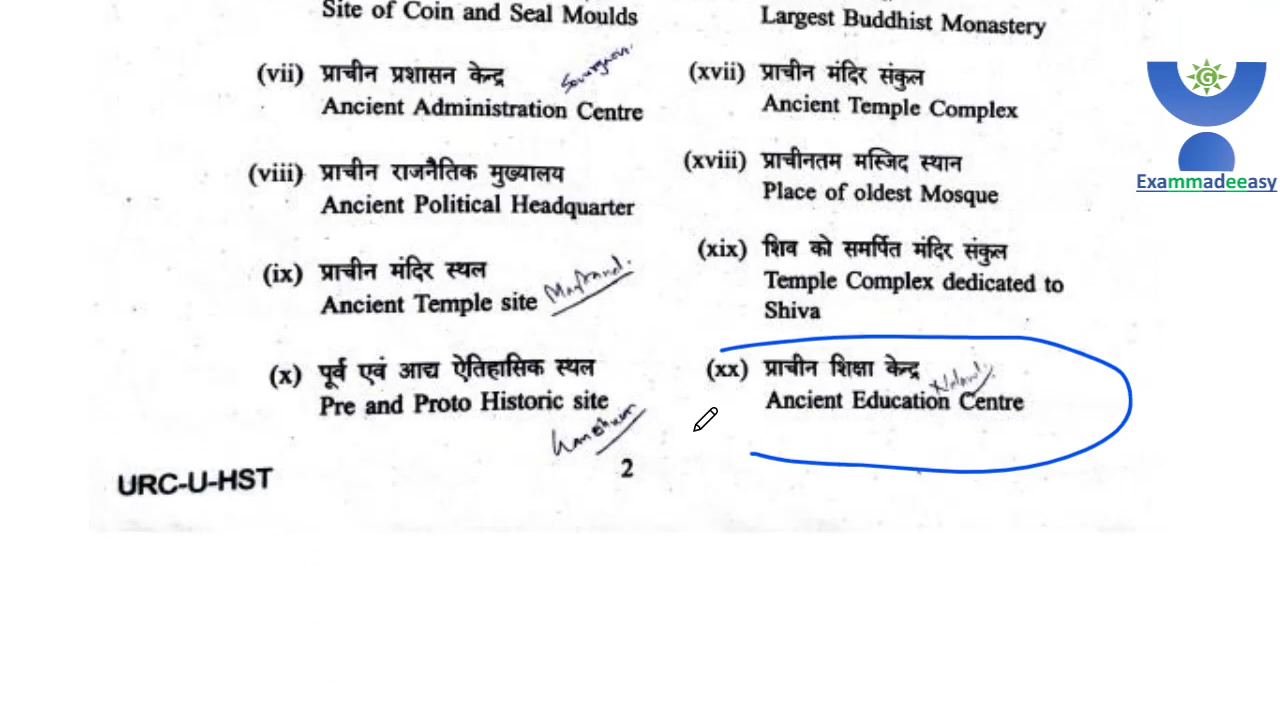 Site of Coin and Seal Moulds
(vii) प्राचीन प्रशासन केन्द्र
Ancient Administration Centre
(viii) प्राचीन राजनैतिक मुख्यालय
Ancient Political Headquarter
(ix) प्राचीन मंदिर स्थल
Ancient Temple site
(x) पूर्व एवं आद्य ऐतिहासिक स्थल
Pre and Proto Historic site
Largest Buddhist Monastery
(xvii) प्राचीन मंदिर संकुल
Ancient Temple Complex
(xviii) प्राचीनतम मस्जिद स्थान
Place of oldest Mosque
(xix) शिव को समर्पित मंदिर संकुल
Temple Complex dedicated to
Shiva
(xx) प्राचीन शिक्षा केन्द्र
Ancient Education Centre
URC-U-HST
2
G
Exammadeeasy